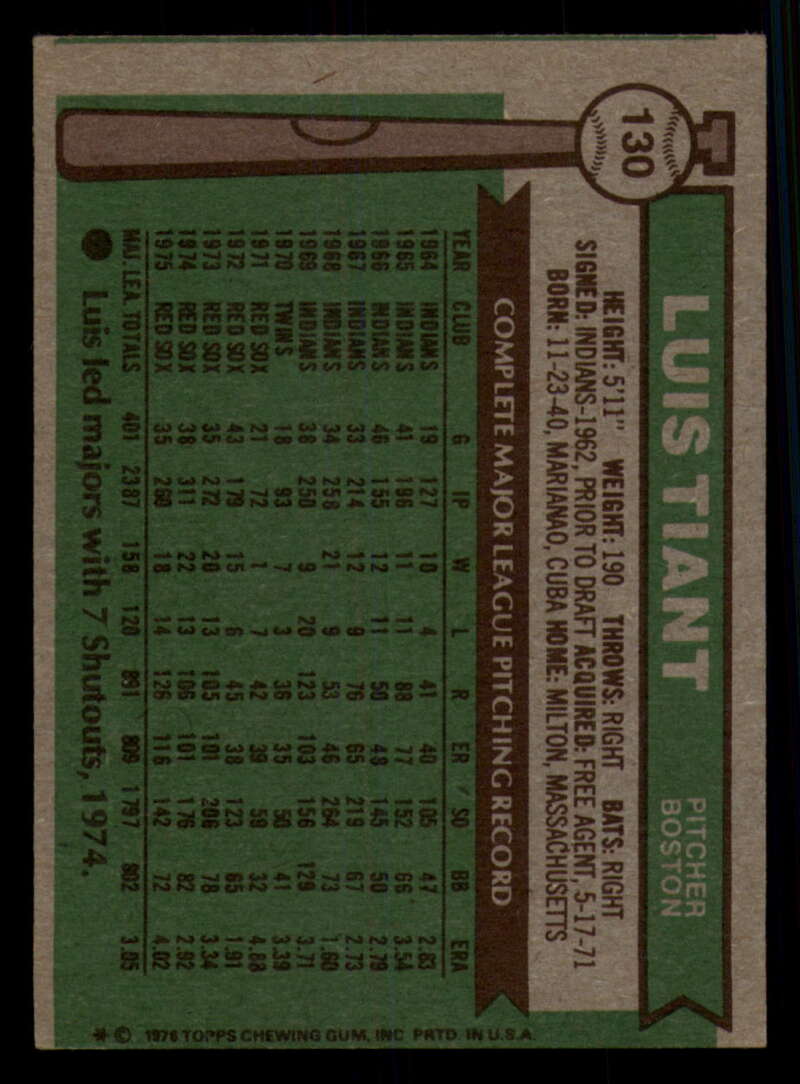 130
LUIS TIANT
PITCHER
BOSTON
HEIGHT: 5'11" WEIGHT: 190 THROWS: RIGHT BATS: RIGHT
SIGNED: INDIANS-1962, PRIOR TO DRAFT ACQUIRED: FREE AGENT, 5-17-71
BORN: 11-23-40, MARIANAO, CUBA HOME: MILTON, MASSACHUSETTS
COMPLETE MAJOR LEAGUE PITCHING RECORD
YEAR CLUB G IP W L R ER SO BB ERA
1964 INDIANS 19 127 10 4 41 40 105 47 2.83
1965 INDIANS 41 196 11 11 88 77 152 66 3.54
1966 INDIANS 46 155 12 11 50 48 145 50 2.79
1967 INDIANS 33 214 12 9 76 65 219 67 2.73
1968 INDIANS 34 258 21 9 53 46 264 73 1.60
1969 INDIANS 38 250 9 20 123 103 156 129 3.71
1970 TWINS 18 93 7 3 36 35 50 41 3.39
1971 RED SOX 21 72 1 7 42 39 59 32 4.88
1972 RED SOX 43 179 15 6 45 38 123 65 1.91
1973 RED SOX 35 272 20 13 105 101 206 78 3.34
1974 RED SOX 38 311 22 13 106 101 176 82 2.92
1975 RED SOX 35 260 18 14 126 116 142 72 4.02
MAJ. LEA. TOTALS 401 2387 158 120 891 809 1797 802 3.05
Luis led majors with 7 Shutouts, 1974.
* © 1976 TOPPS CHEWING GUM, INC. PRTD. IN U.S.A.